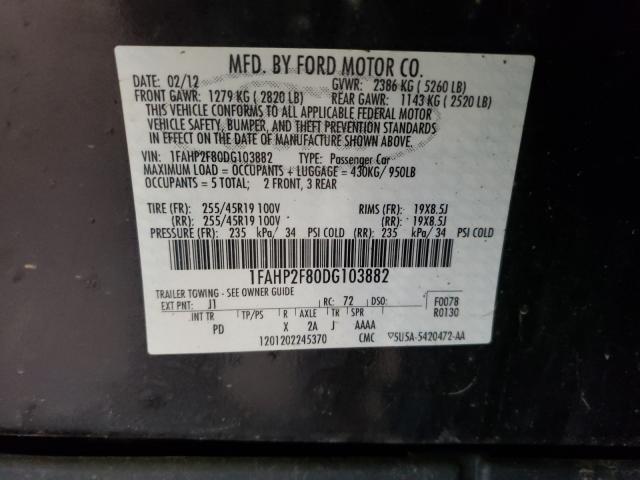 MFD. BY FORD MOTOR CO.
DATE: 02/12 GVWR: 2386 KG (5260 LB)
FRONT GAWR: 1279 KG (2820 LB) REAR GAWR: 1143 KG (2520 LB)
THIS VEHICLE CONFORMS TO ALL APPLICABLE FEDERAL MOTOR
VEHICLE SAFETY, BUMPER, AND THEFT PREVENTION STANDARDS
IN EFFECT ON THE DATE OF MANUFACTURE SHOWN ABOVE.
VIN: 1FAHP2F80DG103882 TYPE: Passenger Car
MAXIMUM LOAD = OCCUPANTS + LUGGAGE = 430KG/ 950LB
OCCUPANTS = 5 TOTAL; 2 FRONT, 3 REAR
TIRE (FR): 255/45R19 100V RIMS (FR): 19X8.5J
(RR): 255/45R19 100V (RR): 19X8.5J
PRESSURE (FR): 235 kPa/ 34 PSI COLD (RR): 235 kPa/ 34 PSI COLD
1FAHP2F80DG103882
TRAILER TOWING - SEE OWNER GUIDE
EXT PNT: J1 RC: 72 DSO: F0078
R0130
INT TR TP/PS R AXLE TR SPR
PD X 2A J AAAA
1201202245370 CMC ▽5U5A-5420472-AA